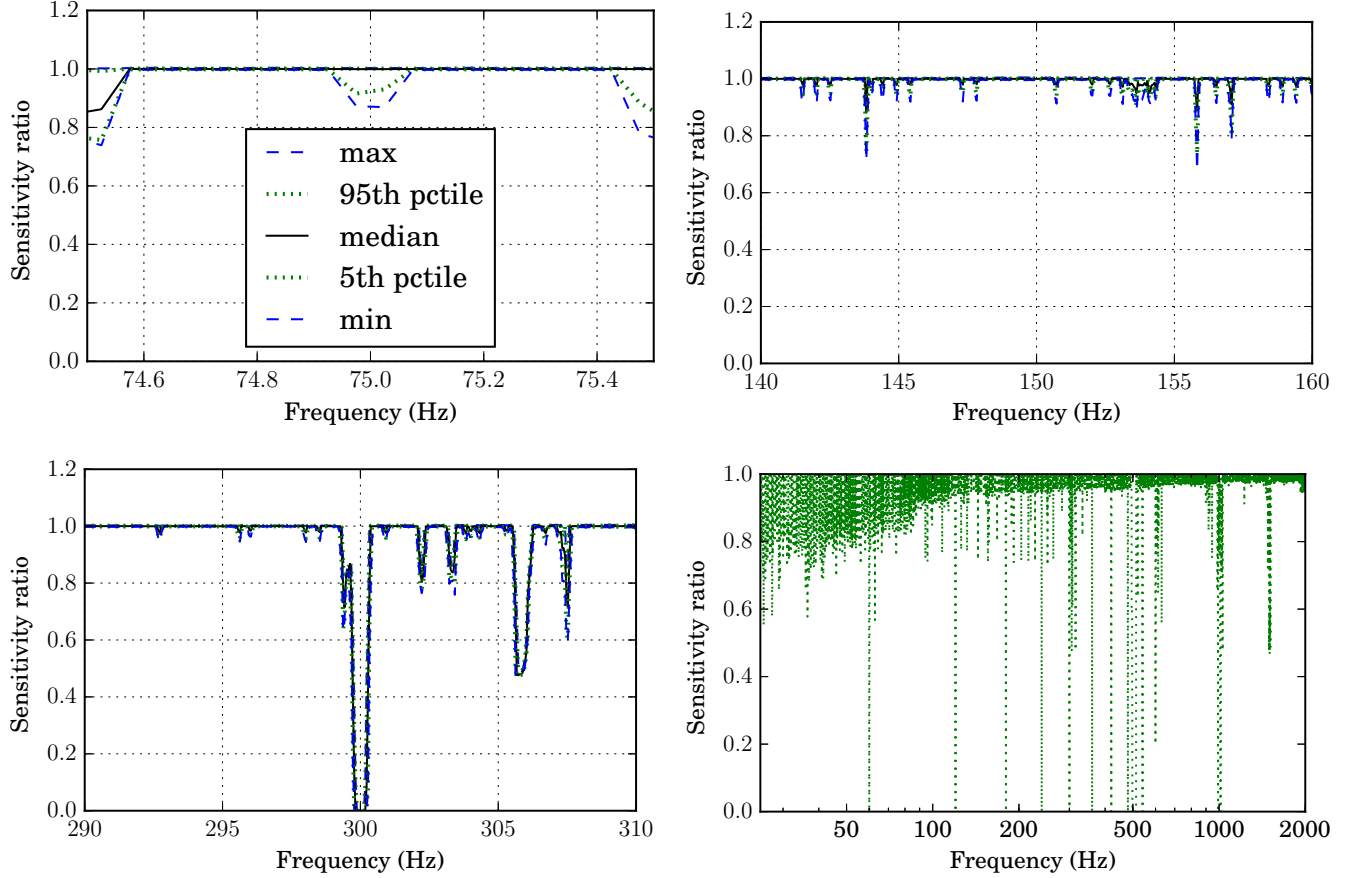 1.2
1.0
0.8
0.6
0.4
0.2
0.0
Sensitivity ratio
max
95th pctile
median
5th pctile
min
74.6 74.8 75.0 75.2 75.4
Frequency (Hz)
1.2
1.0
0.8
0.6
0.4
0.2
0.0
Sensitivity ratio
140 145 150 155 160
Frequency (Hz)
1.2
1.0
0.8
0.6
0.4
0.2
0.0
Sensitivity ratio
290 295 300 305 310
Frequency (Hz)
1.0
0.8
0.6
0.4
0.2
0.0
Sensitivity ratio
50 100 200 500 1000 2000
Frequency (Hz)